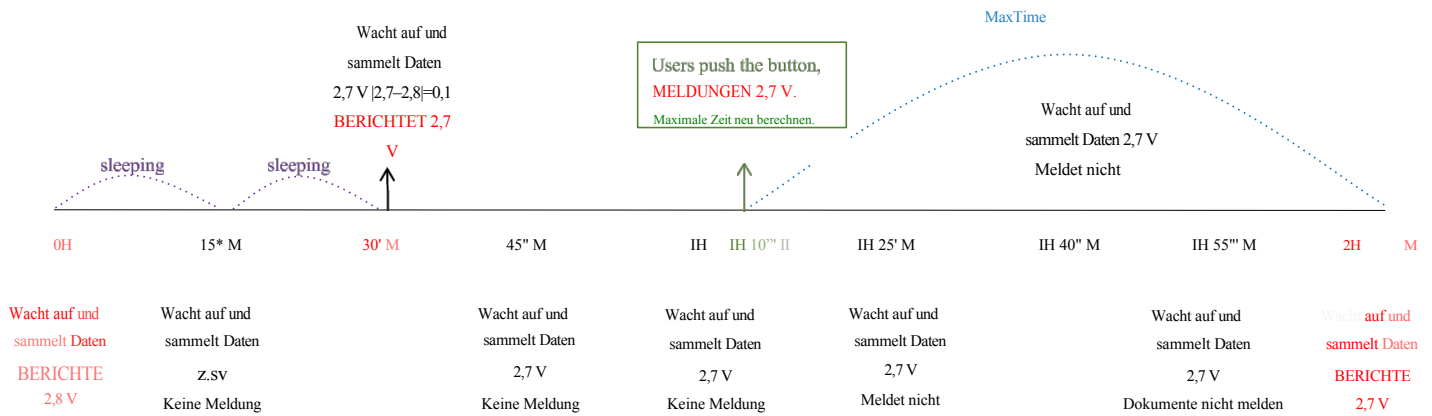 MaxTime
Wacht auf und
sammelt Daten
2,7 V |2,7–2,8|=0,1
BERICHTET 2,7
V
Users push the button,
MELDUNGEN 2,7 V.
Maximale Zeit neu berechnen.
Wacht auf und
sammelt Daten 2,7 V
Meldet nicht
sleeping
sleeping
0H
15* M
30' M
45" M
IH
IH 10"' II
IH 25' M
IH 40" M
IH 55"' M
2H
M
Wacht auf und
sammelt Daten
BERICHTE
2,8 V
Wacht auf und
sammelt Daten
z.sv
Keine Meldung
Wacht auf und
sammelt Daten
2,7 V
Keine Meldung
Wacht auf und
sammelt Daten
2,7 V
Keine Meldung
Wacht auf und
sammelt Daten
2,7 V
Meldet nicht
Wacht auf und
sammelt Daten
2,7 V
Dokumente nicht melden
Wacht auf und
sammelt Daten
BERICHTE
2,7 V